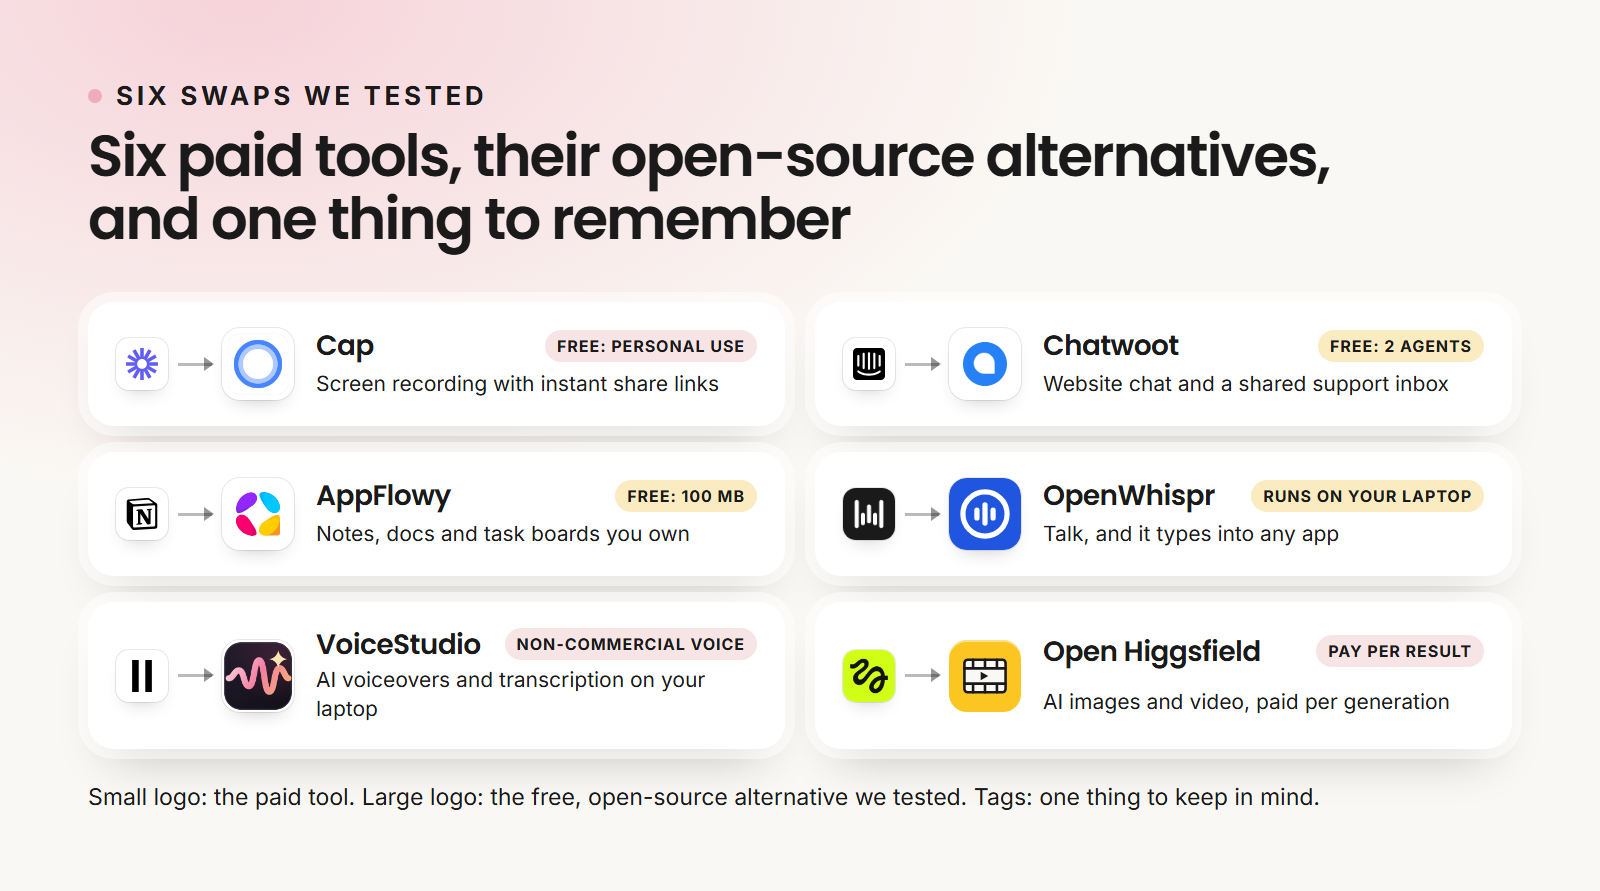 SIX SWAPS WE TESTED
Six paid tools, their open-source alternatives,
and one thing to remember
Cap
FREE: PERSONAL USE
Screen recording with instant share links
Chatwoot
FREE: 2 AGENTS
Website chat and a shared support inbox
N
AppFlowy
FREE: 100 MB
Notes, docs and task boards you own
OpenWhispr
RUNS ON YOUR LAPTOP
Talk, and it types into any app
VoiceStudio
NON-COMMERCIAL VOICE
AI voiceovers and transcription on your
laptop
Open Higgsfield
PAY PER RESULT
AI images and video, paid per generation
Small logo: the paid tool. Large logo: the free, open-source alternative we tested. Tags: one thing to keep in mind.